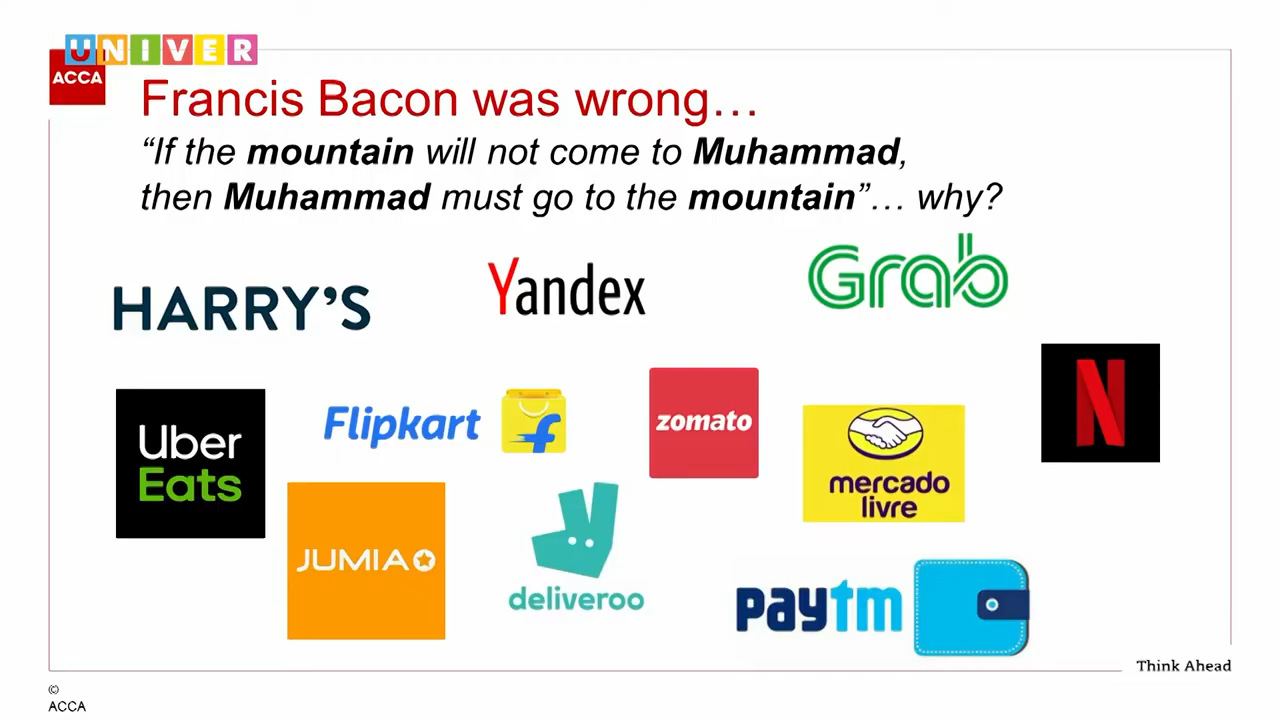 UNIVER
ACCA
Francis Bacon was wrong…
“If the mountain will not come to Muhammad,
then Muhammad must go to the mountain”… why?
HARRY’S
Yandex
Grab
N
Uber
Eats
Flipkart
f
zomato
mercado
livre
JUMIA
deliveroo
paytm
Think Ahead
©
ACCA